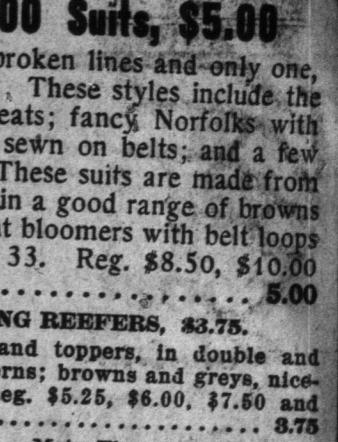 00 Suits, $5.00
broken lines and only one,
These styles include the
eats; fancy Norfolks with
sewn on belts; and a few
These suits are made from
in a good range of browns
t bloomers with belt loops
33. Reg. $8.50, $10.00
5.00
NG REEFERS, $3.75.
and toppers, in double and
rns; browns and greys, nice-
eg. $5.25, $6.00, $7.50 and
3.75